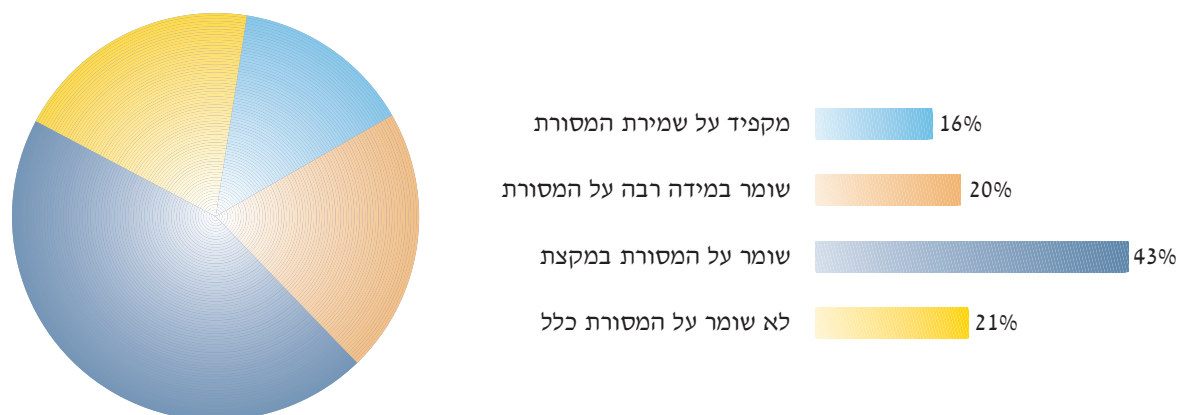 מקפיד על שמירת המסורת 16%
שומר במידה רבה על המסורת 20%
שומר על המסורת במקצת 43%
לא שומר על המסורת כלל 21%